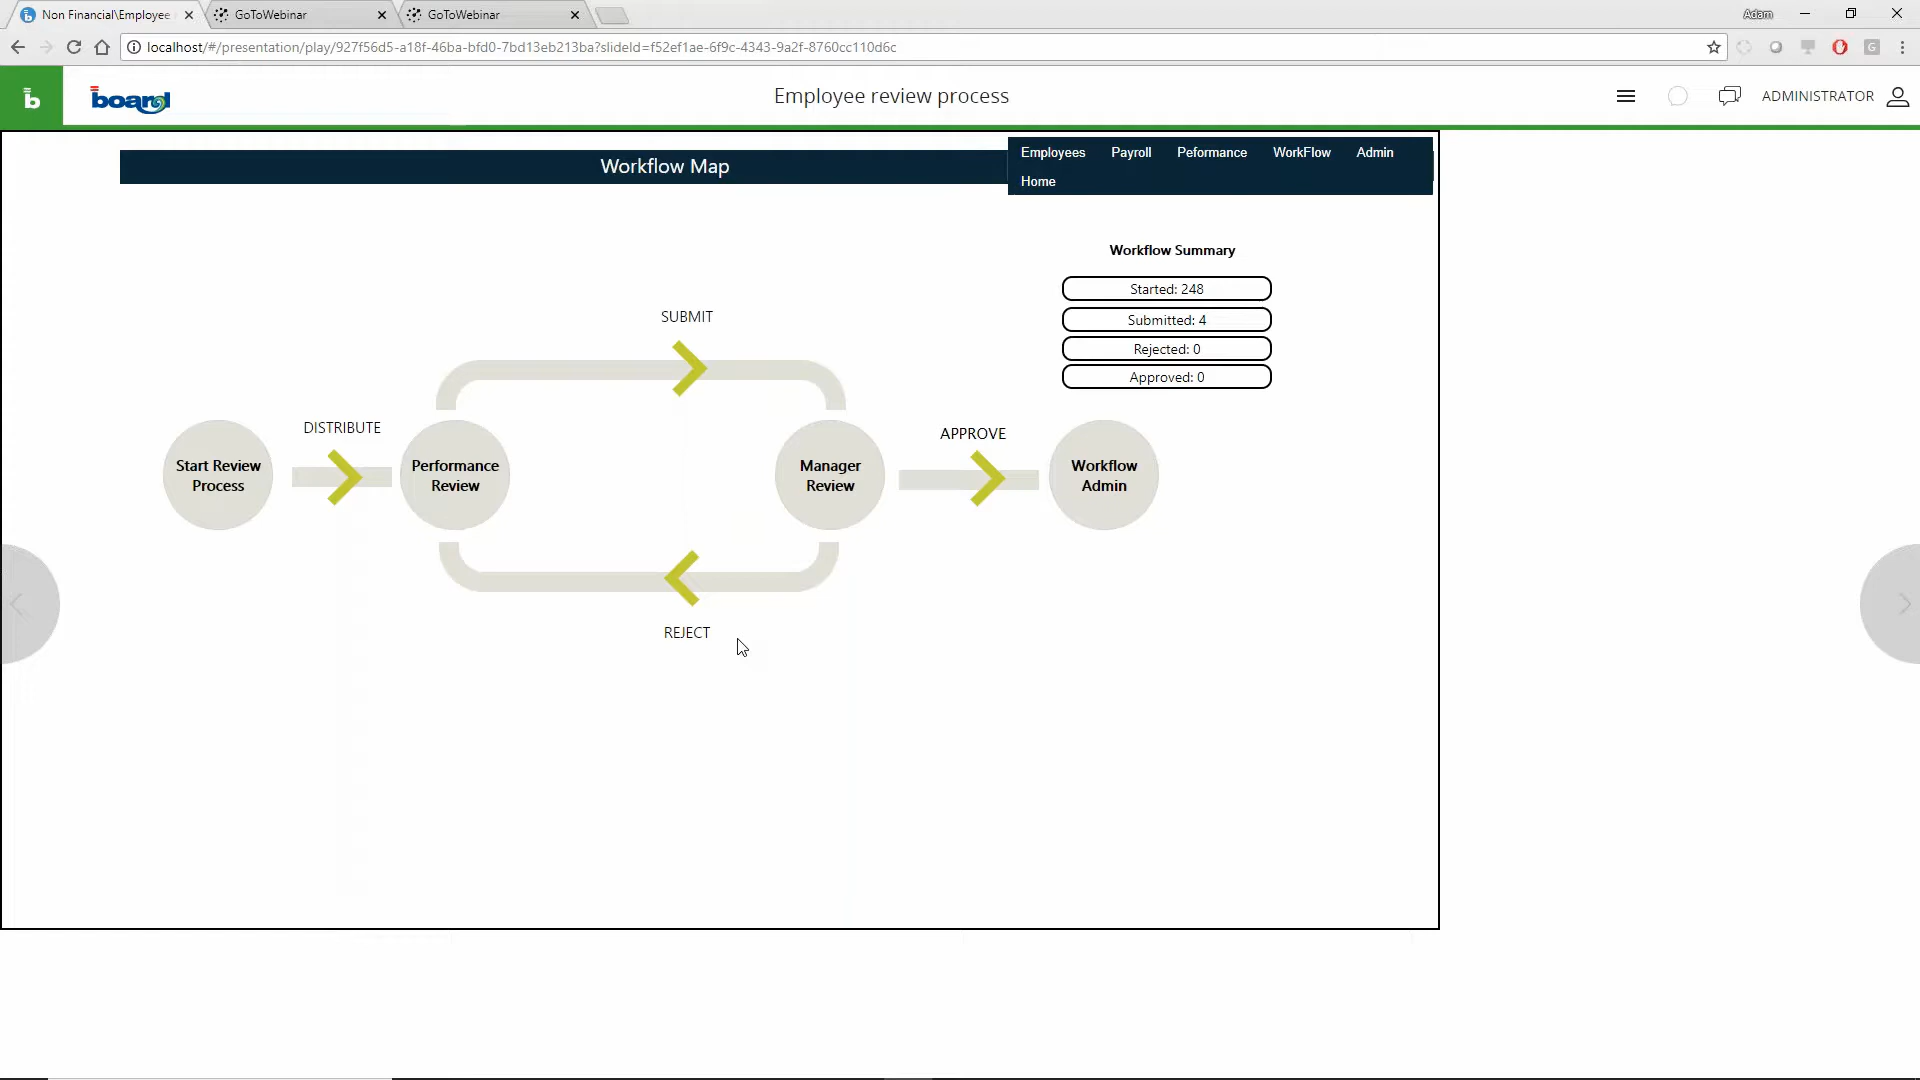 Non Financial\Employee
GoToWebinar
GoToWebinar
Adam
localhost/#/presentation/play/927f56d5-a18f-46ba-bfd0-7bd13eb213ba?slideId=f52ef1ae-6f9c-4343-9a2f-8760cc110d6c
b
board
Employee review process
ADMINISTRATOR
Workflow Map
Employees Payroll Peformance WorkFlow Admin
Home
Workflow Summary
Started: 248
Submitted: 4
Rejected: 0
Approved: 0
SUBMIT
DISTRIBUTE
APPROVE
Start Review
Process
Performance
Review
Manager
Review
Workflow
Admin
REJECT